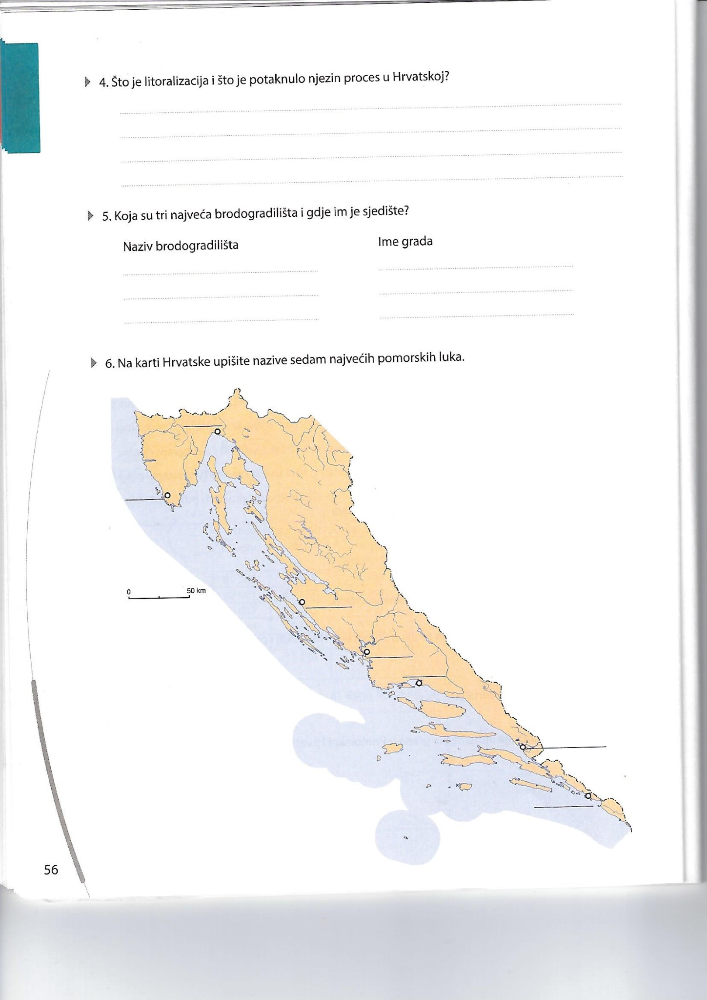 4. Što je litoralizacija i što je potaknulo njezin proces u Hrvatskoj?
5. Koja su tri najveća brodogradilišta i gdje im je sjedište?
Naziv brodogradilišta
Ime grada
6. Na karti Hrvatske upišite nazive sedam najvećih pomorskih luka.
0
50 km
56